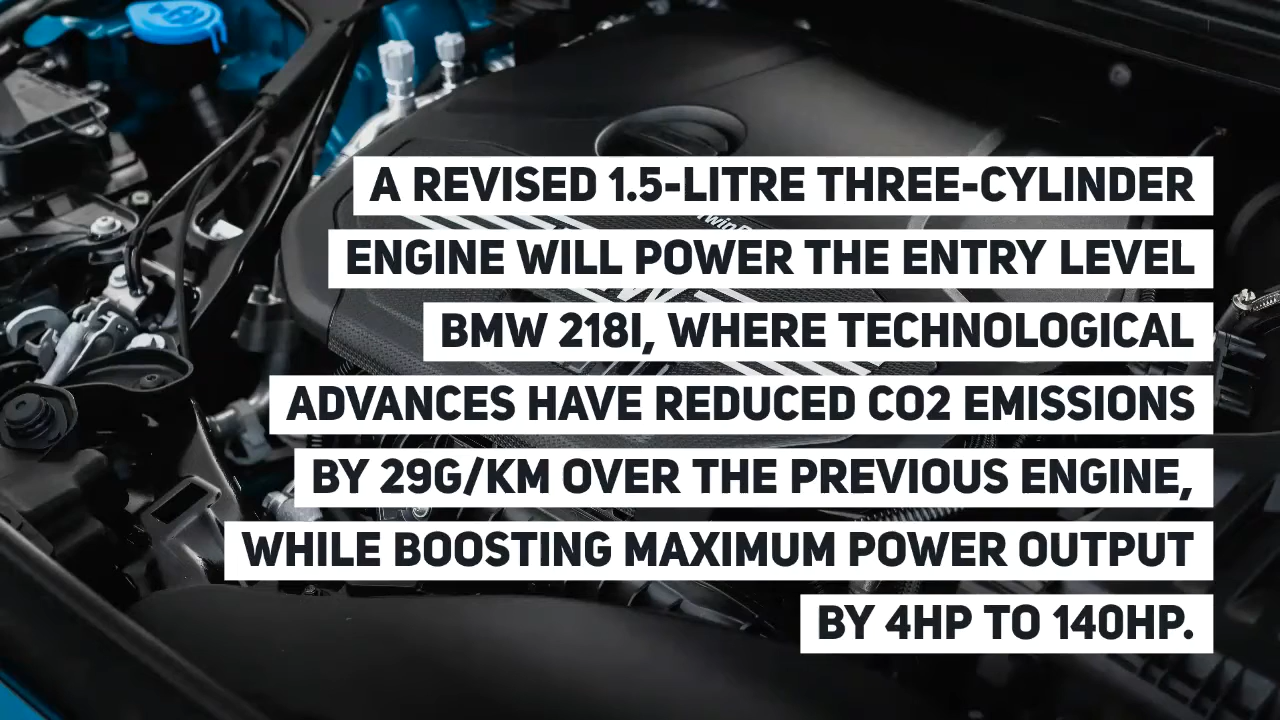 A REVISED 1.5-LITRE THREE-CYLINDER
ENGINE WILL POWER THE ENTRY LEVEL
BMW 218I, WHERE TECHNOLOGICAL
ADVANCES HAVE REDUCED CO2 EMISSIONS
BY 29G/KM OVER THE PREVIOUS ENGINE,
WHILE BOOSTING MAXIMUM POWER OUTPUT
BY 4HP TO 140HP.